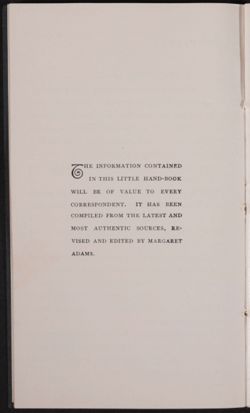 THE INFORMATION CONTAINED
IN THIS LITTLE HAND-BOOK
WILL BE OF VALUE TO EVERY
CORRESPONDENT. IT HAS BEEN
COMPILED FROM THE LATEST AND
MOST AUTHENTIC SOURCES, RE-
VISED AND EDITED BY MARGARET
ADAMS.